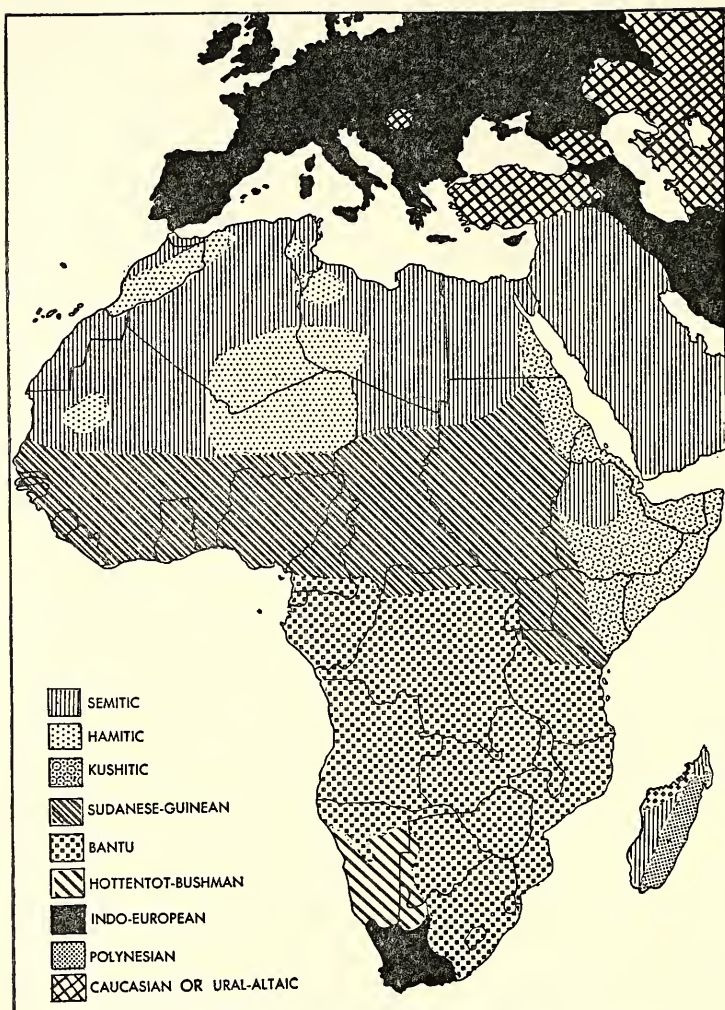 SEMITIC
HAMITIC
KUSHITIC
SUDANESE-GUINEAN
BANTU
HOTTENTOT-BUSHMAN
INDO-EUROPEAN
POLYNESIAN
CAUCASIAN OR URAL-ALTAIC